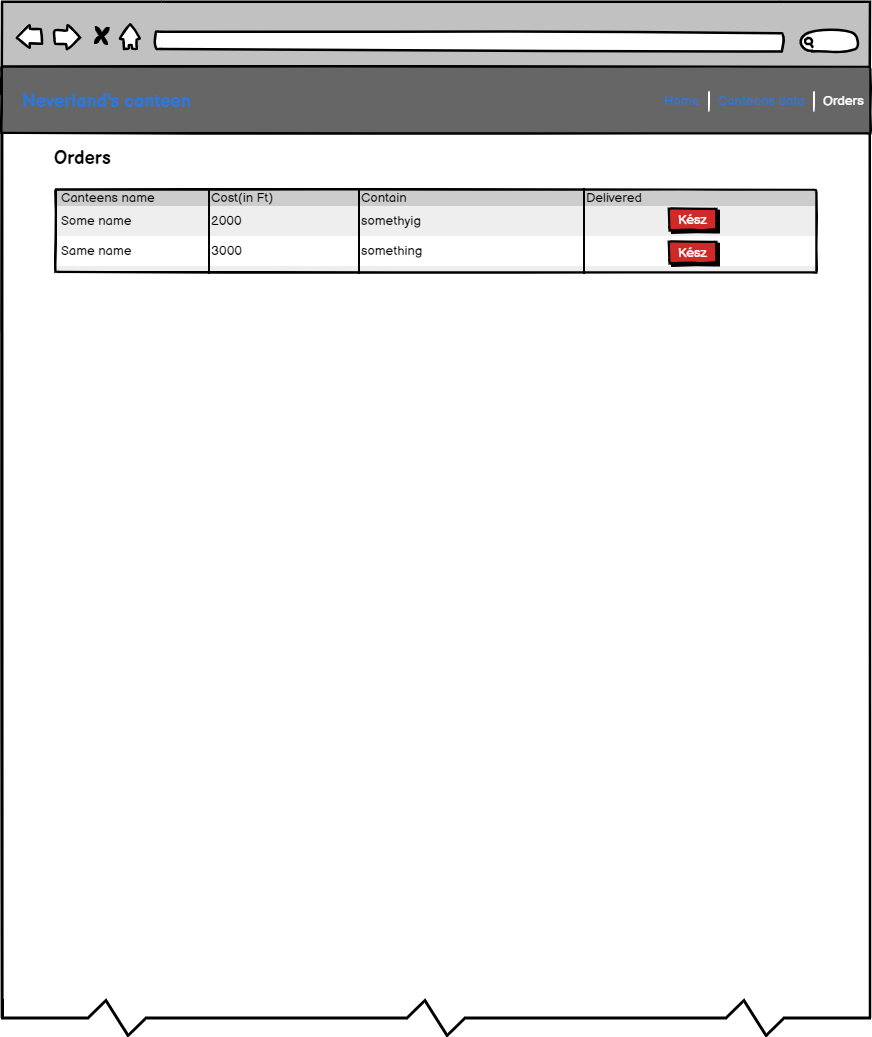 Neverland's canteen
Home Canteens data Orders
Orders
Canteens name Cost(in Ft) Contain Delivered
Some name 2000 somethyig Kész
Same name 3000 something Kész